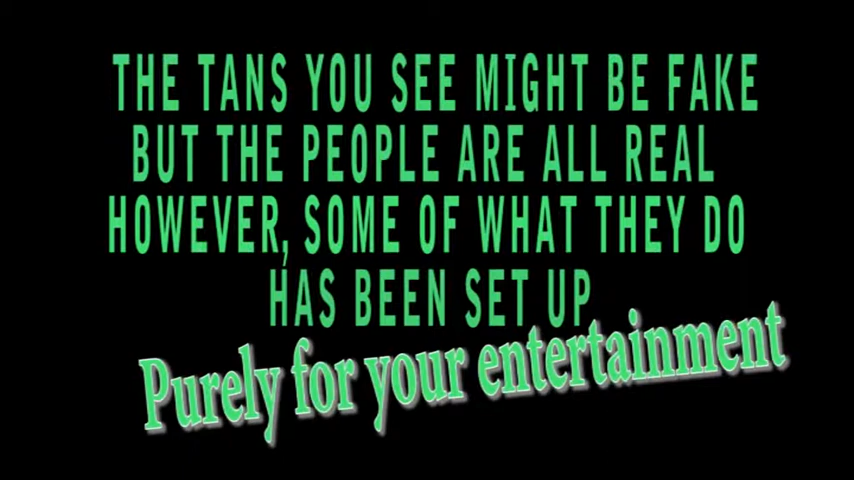 THE TANS YOU SEE MIGHT BE FAKE
BUT THE PEOPLE ARE ALL REAL
HOWEVER, SOME OF WHAT THEY DO
HAS BEEN SET UP
Purely for your entertainment